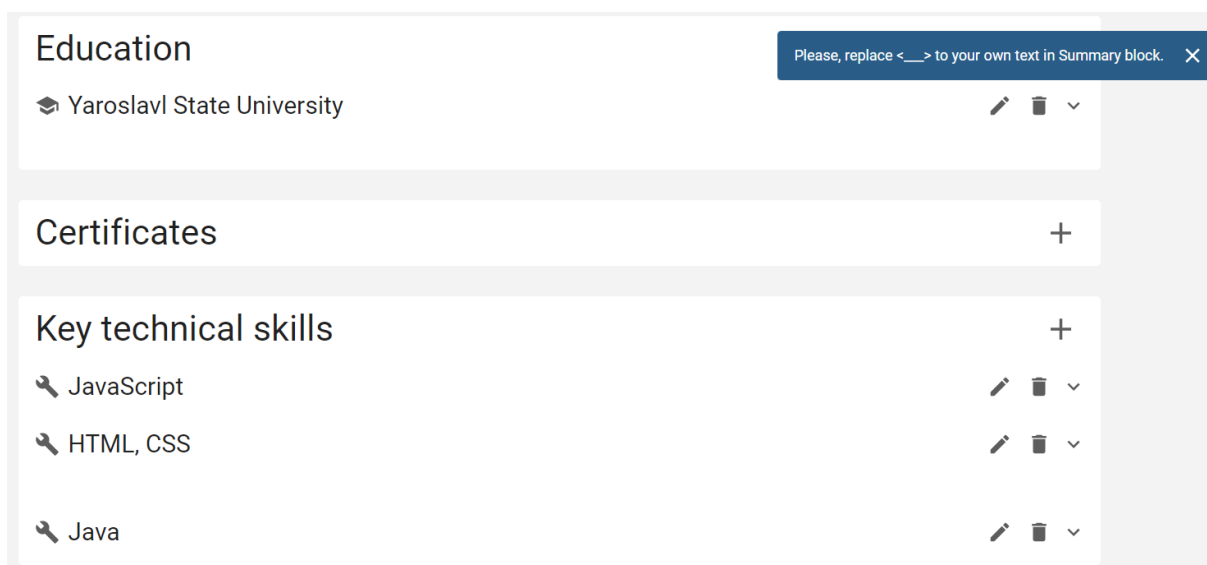 Education
Please, replace <___> to your own text in Summary block.
Yaroslavl State University
Certificates
Key technical skills
JavaScript
HTML, CSS
Java